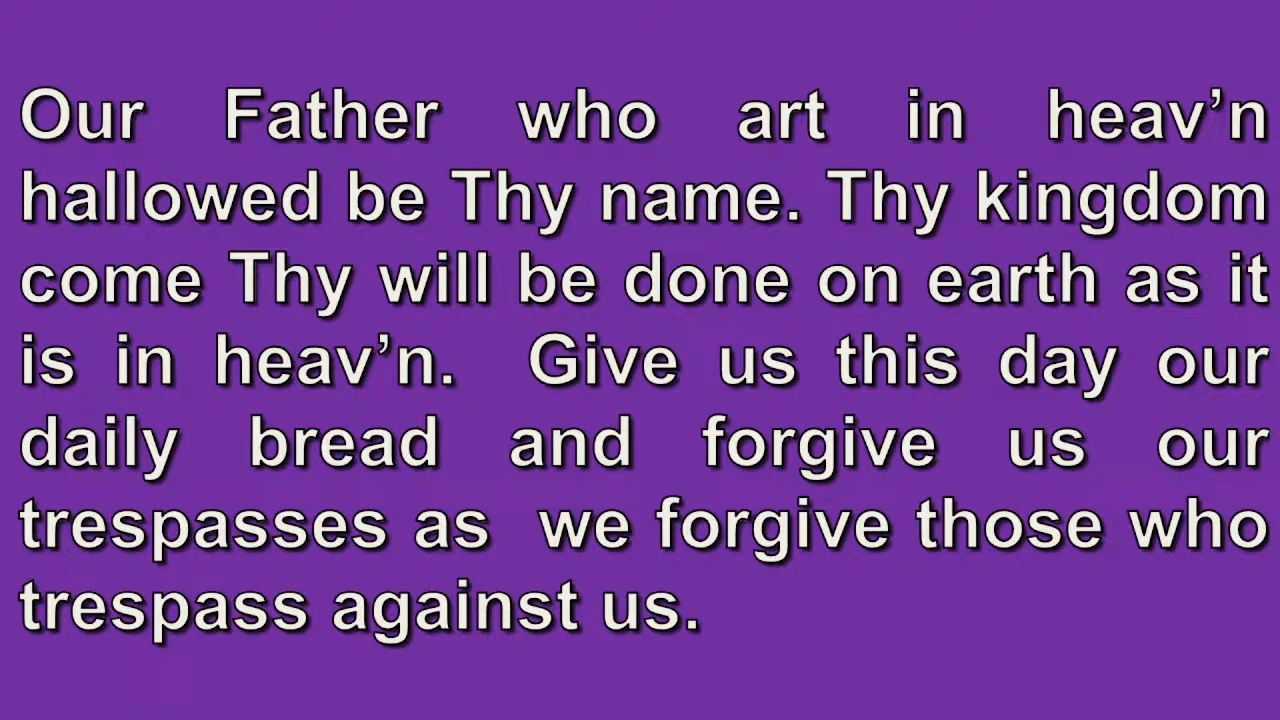 Our Father who art in heav’n
hallowed be Thy name. Thy kingdom
come Thy will be done on earth as it
is in heav’n. Give us this day our
daily bread and forgive us our
trespasses as we forgive those who
trespass against us.